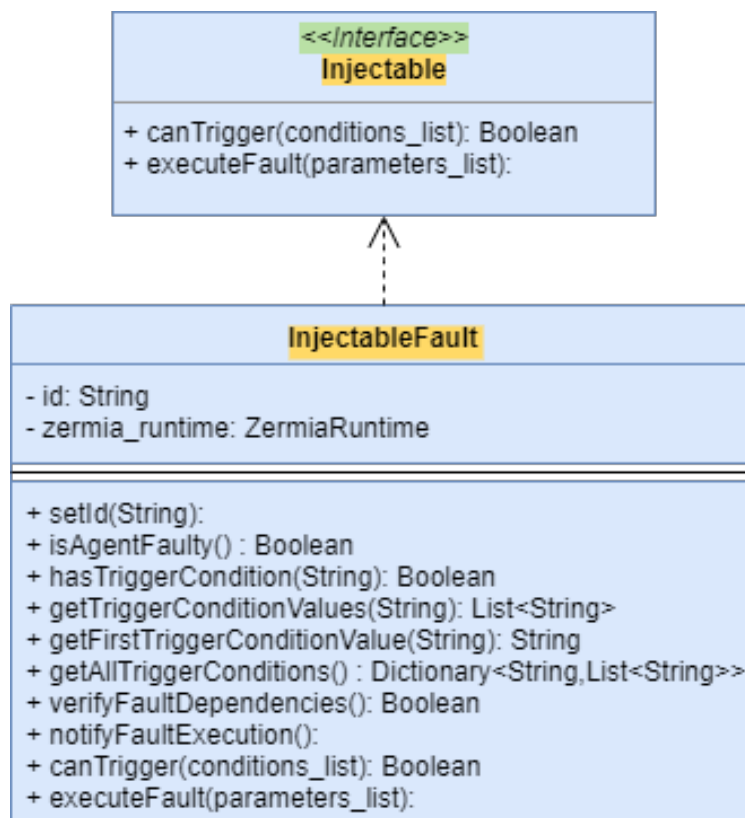 <<Interface>>
Injectable
+ canTrigger(conditions_list): Boolean
+ executeFault(parameters_list):
InjectableFault
- id: String
- zermia_runtime: ZermiaRuntime
+ setId(String):
+ isAgentFaulty() : Boolean
+ hasTriggerCondition(String): Boolean
+ getTriggerConditionValues(String): List<String>
+ getFirstTriggerConditionValue(String): String
+ getAllTriggerConditions() : Dictionary<String,List<String>>
+ verifyFaultDependencies(): Boolean
+ notifyFaultExecution():
+ canTrigger(conditions_list): Boolean
+ executeFault(parameters_list):